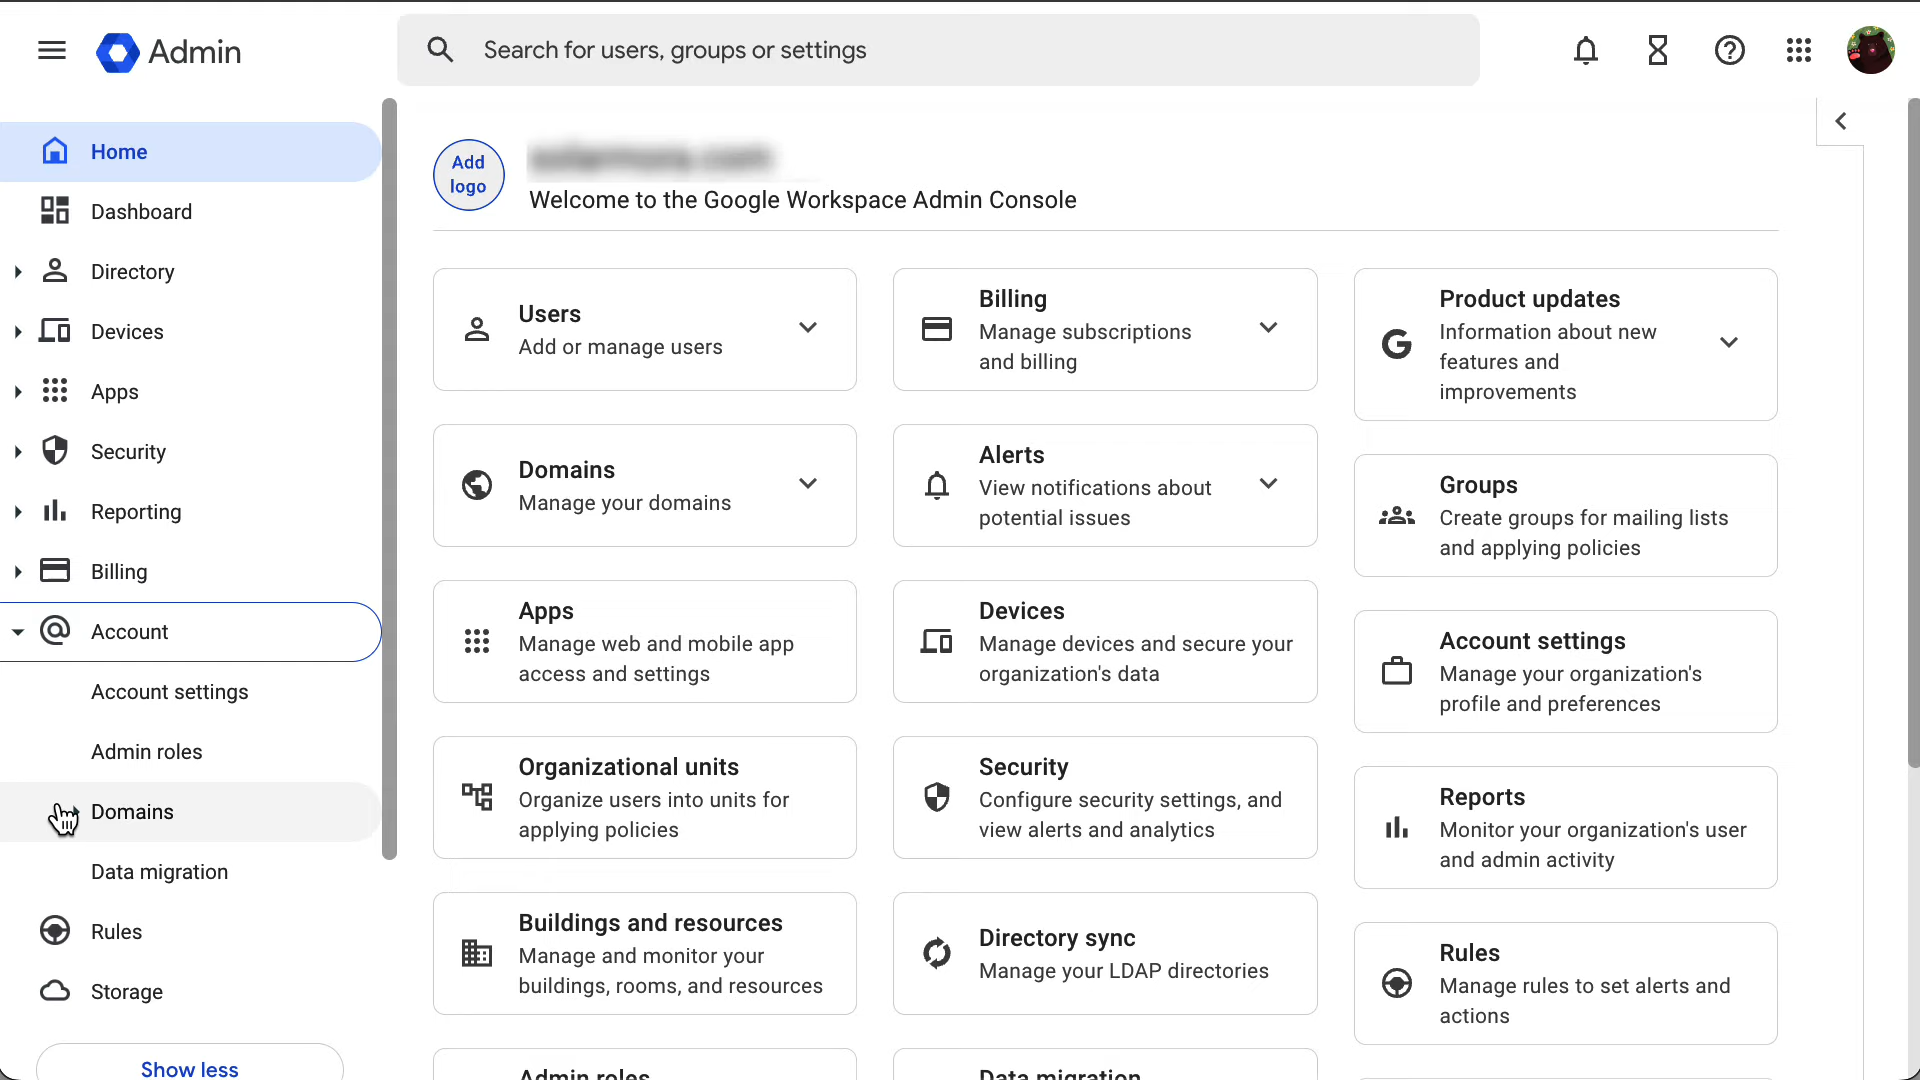 Admin
Search for users, groups or settings
Home
Dashboard
Directory
Devices
Apps
Security
Reporting
Billing
Account
Account settings
Admin roles
Domains
Data migration
Rules
Storage
Show less
Add
logo
Welcome to the Google Workspace Admin Console
Users
Add or manage users
Billing
Manage subscriptions
and billing
Product updates
Information about new
features and
improvements
Domains
Manage your domains
Alerts
View notifications about
potential issues
Groups
Create groups for mailing lists
and applying policies
Apps
Manage web and mobile app
access and settings
Devices
Manage devices and secure your
organization's data
Account settings
Manage your organization's
profile and preferences
Organizational units
Organize users into units for
applying policies
Security
Configure security settings, and
view alerts and analytics
Reports
Monitor your organization's user
and admin activity
Buildings and resources
Manage and monitor your
buildings, rooms, and resources
Directory sync
Manage your LDAP directories
Rules
Manage rules to set alerts and
actions
Admin roles
Data migration